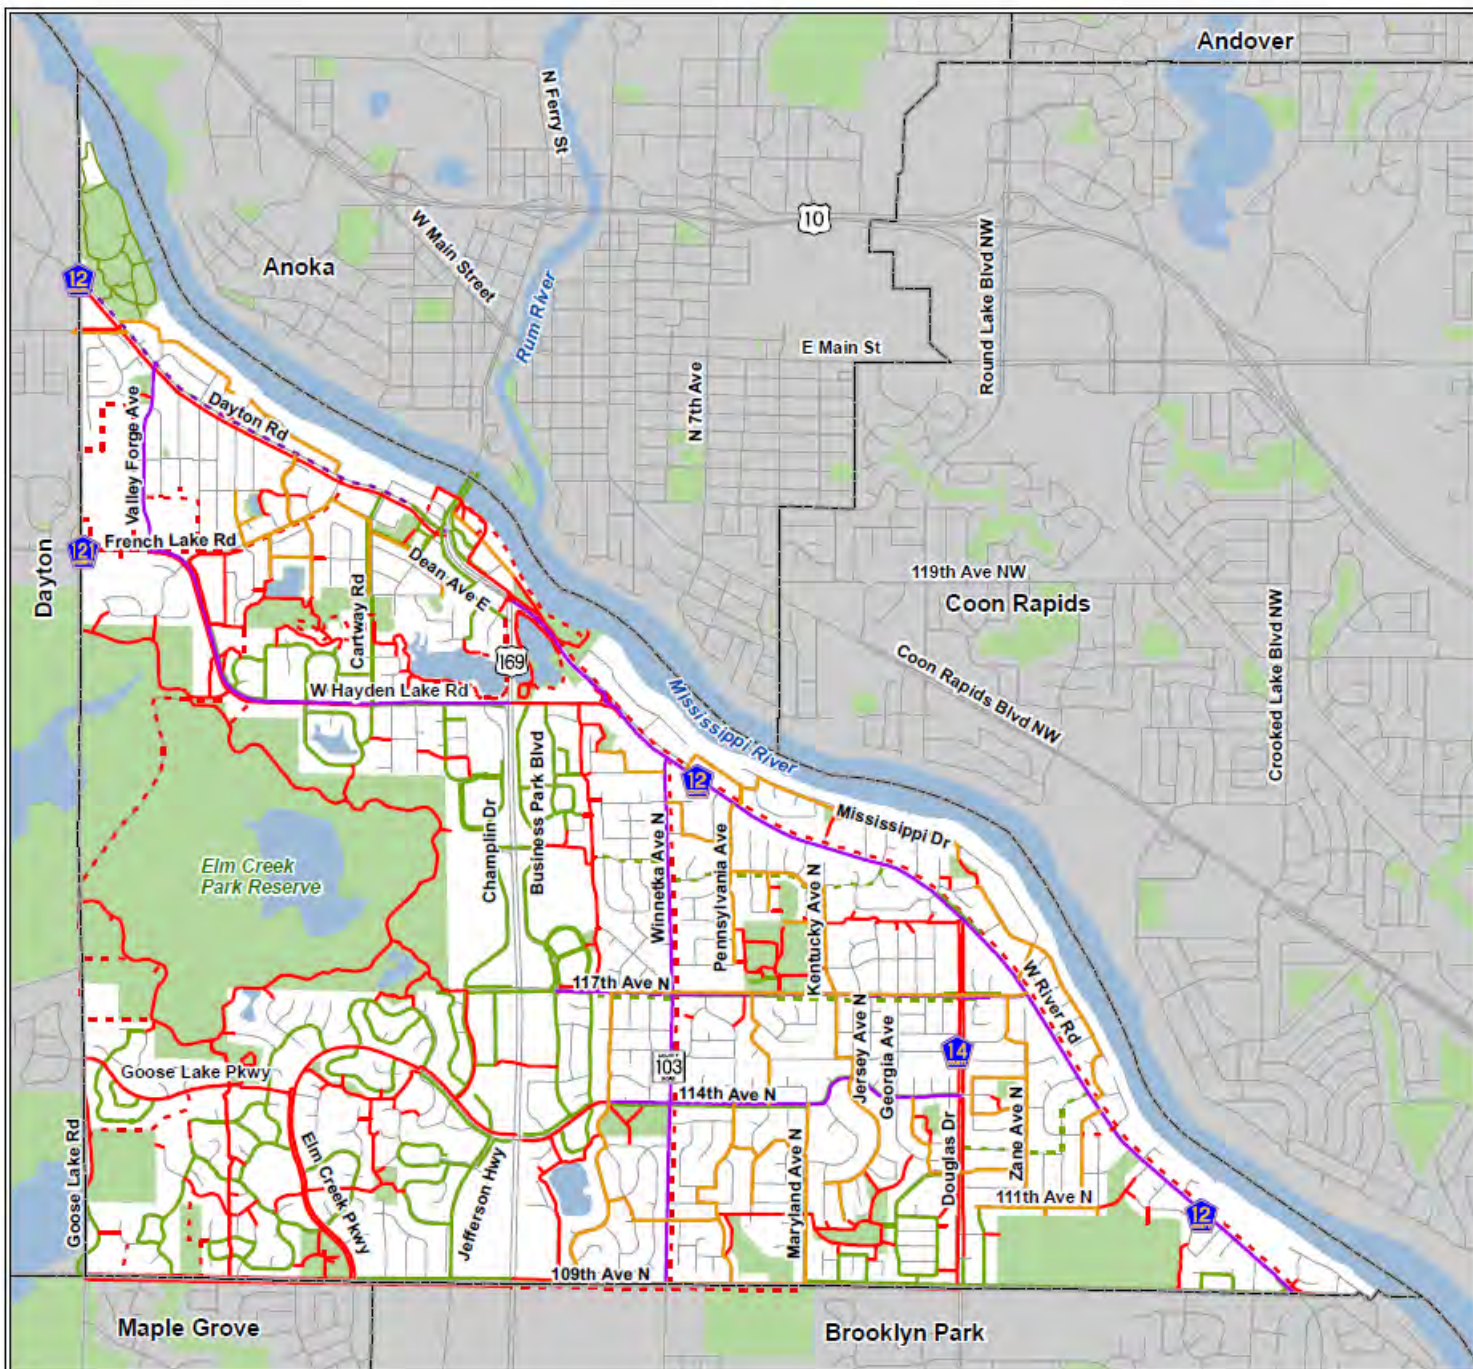 Andover
N Ferry St
10
W Main Street
Anoka
Round Lake Blvd NW
12
Rum River
E Main St
N 7th Ave
Valley Forge Ave
Dayton Rd
French Lake Rd
121
Dayton
Dean Ave E
Cartway Rd
119th Ave NW
Coon Rapids
Crooked Lake Blvd NW
169
W Hayden Lake Rd
Coon Rapids Blvd NW
Mississippi River
12
Business Park Blvd
Champlin Dr
Mississippi Dr
Elm Creek
Park Reserve
Winnetka Ave N
Pennsylvania Ave
Kentucky Ave N
117th Ave N
W River Rd
Jersey Ave N
Georgia Ave
14
103
Goose Lake Pkwy
114th Ave N
Goose Lake Rd
Elm Creek Pkwy
Jefferson Hwy
Maryland Ave N
Douglas Dr
Zane Ave N
111th Ave N
12
109th Ave N
Maple Grove
Brooklyn Park